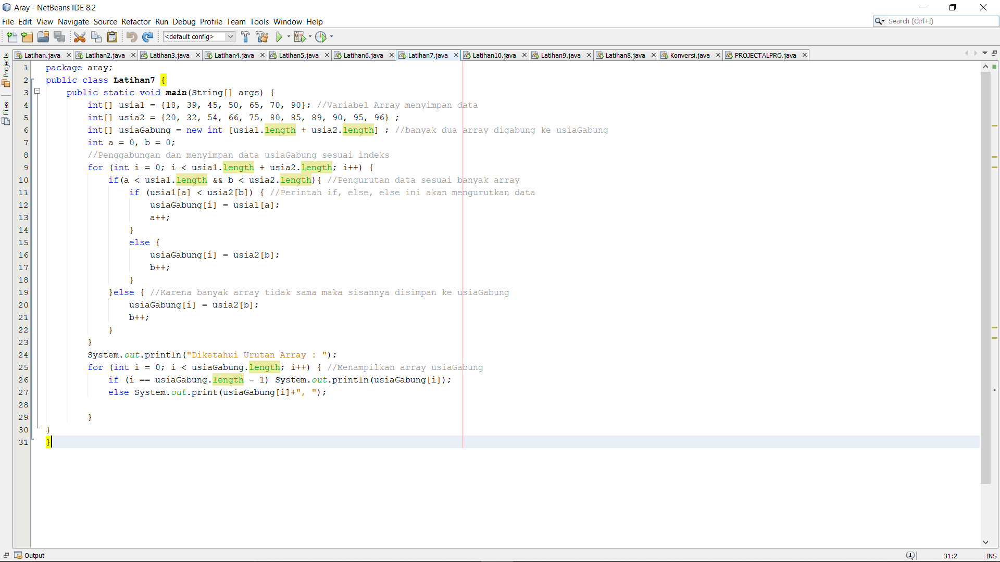 Aray - NetBeans IDE 8.2
File Edit View Navigate Source Refactor Run Debug Profile Team Tools Window Help
Search (Ctrl+I)
<default config>
Latihan.java Latihan2.java Latihan3.java Latihan4.java Latihan5.java Latihan6.java Latihan7.java Latihan10.java Latihan9.java Latihan8.java Konversi.java PROJECTALPRO.java
Projects
Files
1 package aray;
2 public class Latihan7 {
3 public static void main(String[] args) {
4 int[] usia1 = {18, 39, 45, 50, 65, 70, 90}; //Variabel Array menyimpan data
5 int[] usia2 = {20, 32, 54, 66, 75, 80, 85, 89, 90, 95, 96} ;
6 int[] usiaGabung = new int [usia1.length + usia2.length] ; //banyak dua array digabung ke usiaGabung
7 int a = 0, b = 0;
8 //Penggabungan dan menyimpan data usiaGabung sesuai indeks
9 for (int i = 0; i < usia1.length + usia2.length; i++) {
10 if(a < usia1.length && b < usia2.length){ //Pengurutan data sesuai banyak array
11 if (usia1[a] < usia2[b]) { //Perintah if, else, else ini akan mengurutkan data
12 usiaGabung[i] = usia1[a];
13 a++;
14 }
15 else {
16 usiaGabung[i] = usia2[b];
17 b++;
18 }
19 }else { //Karena banyak array tidak sama maka sisannya disimpan ke usiaGabung
20 usiaGabung[i] = usia2[b];
21 b++;
22 }
23 }
24 System.out.println("Diketahui Urutan Array : ");
25 for (int i = 0; i < usiaGabung.length; i++) { //Menampilkan array usiaGabung
26 if (i == usiaGabung.length - 1) System.out.println(usiaGabung[i]);
27 else System.out.print(usiaGabung[i]+", ");
28
29 }
30 }
31 }
Output
1
31:2
INS